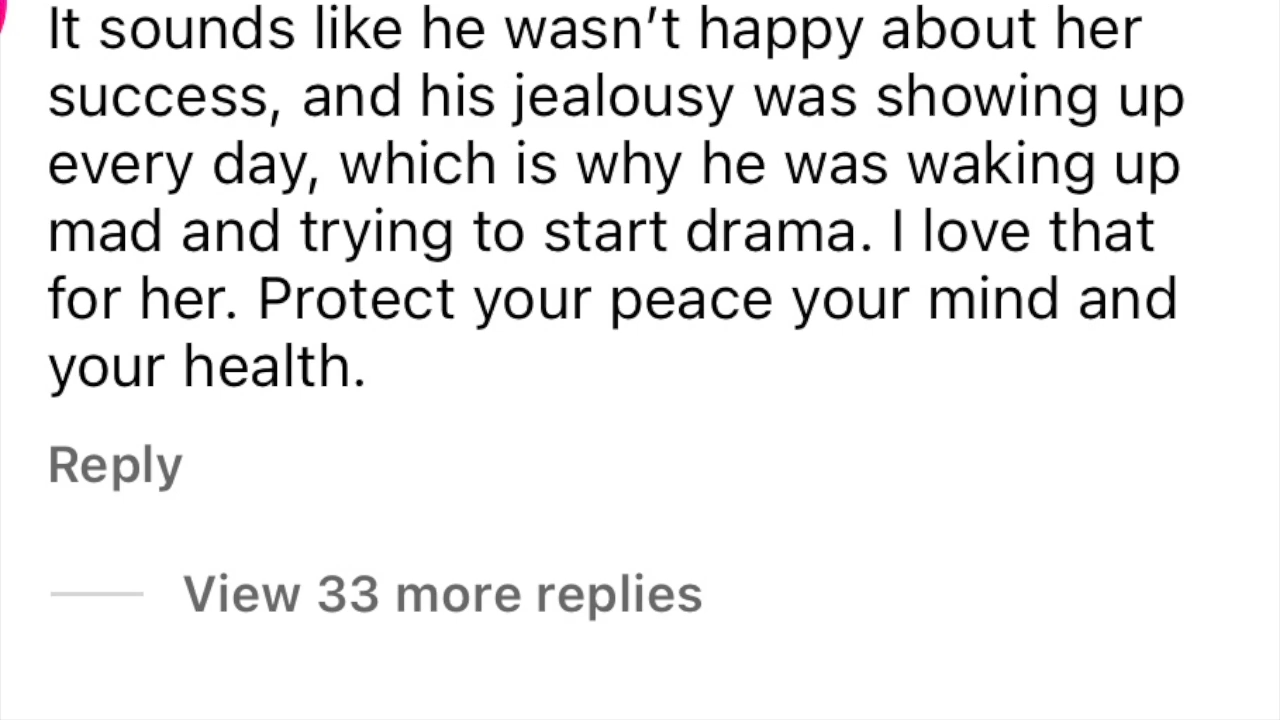 It sounds like he wasn’t happy about her
success, and his jealousy was showing up
every day, which is why he was waking up
mad and trying to start drama. I love that
for her. Protect your peace your mind and
your health.
Reply
View 33 more replies